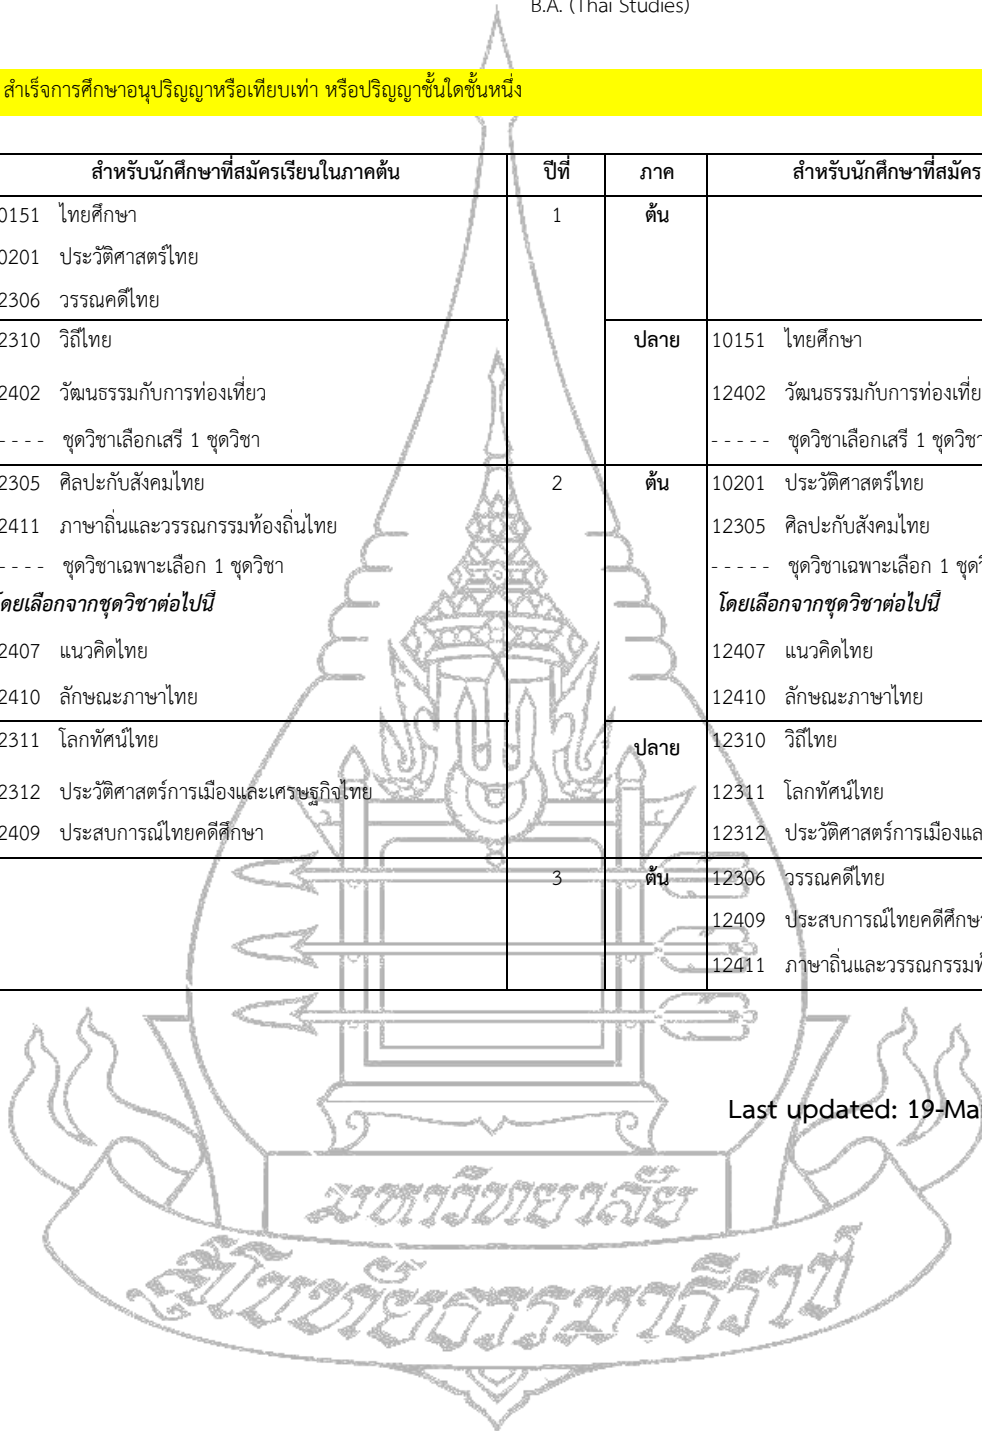 B.A. (Thai Studies)
สำเร็จการศึกษาอนุปริญญาหรือเทียบเท่า หรือปริญญาชั้นใดชั้นหนึ่ง
สำหรับนักศึกษาที่สมัครเรียนในภาคต้น ปีที่ ภาค สำหรับนักศึกษาที่สมัคร
0151 ไทยศึกษา 1 ต้น
0201 ประวัติศาสตร์ไทย
2306 วรรณคดีไทย
2310 วิถีไทย ปลาย 10151 ไทยศึกษา
2402 วัฒนธรรมกับการท่องเที่ยว 12402 วัฒนธรรมกับการท่องเที่ย
- - - - ชุดวิชาเลือกเสรี 1 ชุดวิชา - - - - - ชุดวิชาเลือกเสรี 1 ชุดวิชา
2305 ศิลปะกับสังคมไทย 2 ต้น 10201 ประวัติศาสตร์ไทย
2411 ภาษาถิ่นและวรรณกรรมท้องถิ่นไทย 12305 ศิลปะกับสังคมไทย
- - - - ชุดวิชาเฉพาะเลือก 1 ชุดวิชา - - - - - ชุดวิชาเฉพาะเลือก 1 ชุดวิ
โดยเลือกจากชุดวิชาต่อไปนี้ โดยเลือกจากชุดวิชาต่อไปนี้
2407 แนวคิดไทย 12407 แนวคิดไทย
2410 ลักษณะภาษาไทย 12410 ลักษณะภาษาไทย
2311 โลกทัศน์ไทย ปลาย 12310 วิถีไทย
2312 ประวัติศาสตร์การเมืองและเศรษฐกิจไทย 12311 โลกทัศน์ไทย
2409 ประสบการณ์ไทยคดีศึกษา 12312 ประวัติศาสตร์การเมืองแล
3 ต้น 12306 วรรณคดีไทย
12409 ประสบการณ์ไทยคดีศึกษ
12411 ภาษาถิ่นและวรรณกรรมท้
Last updated: 19-Ma
มหาวิทยาลัย
สุโขทัยธรรมาธิราช